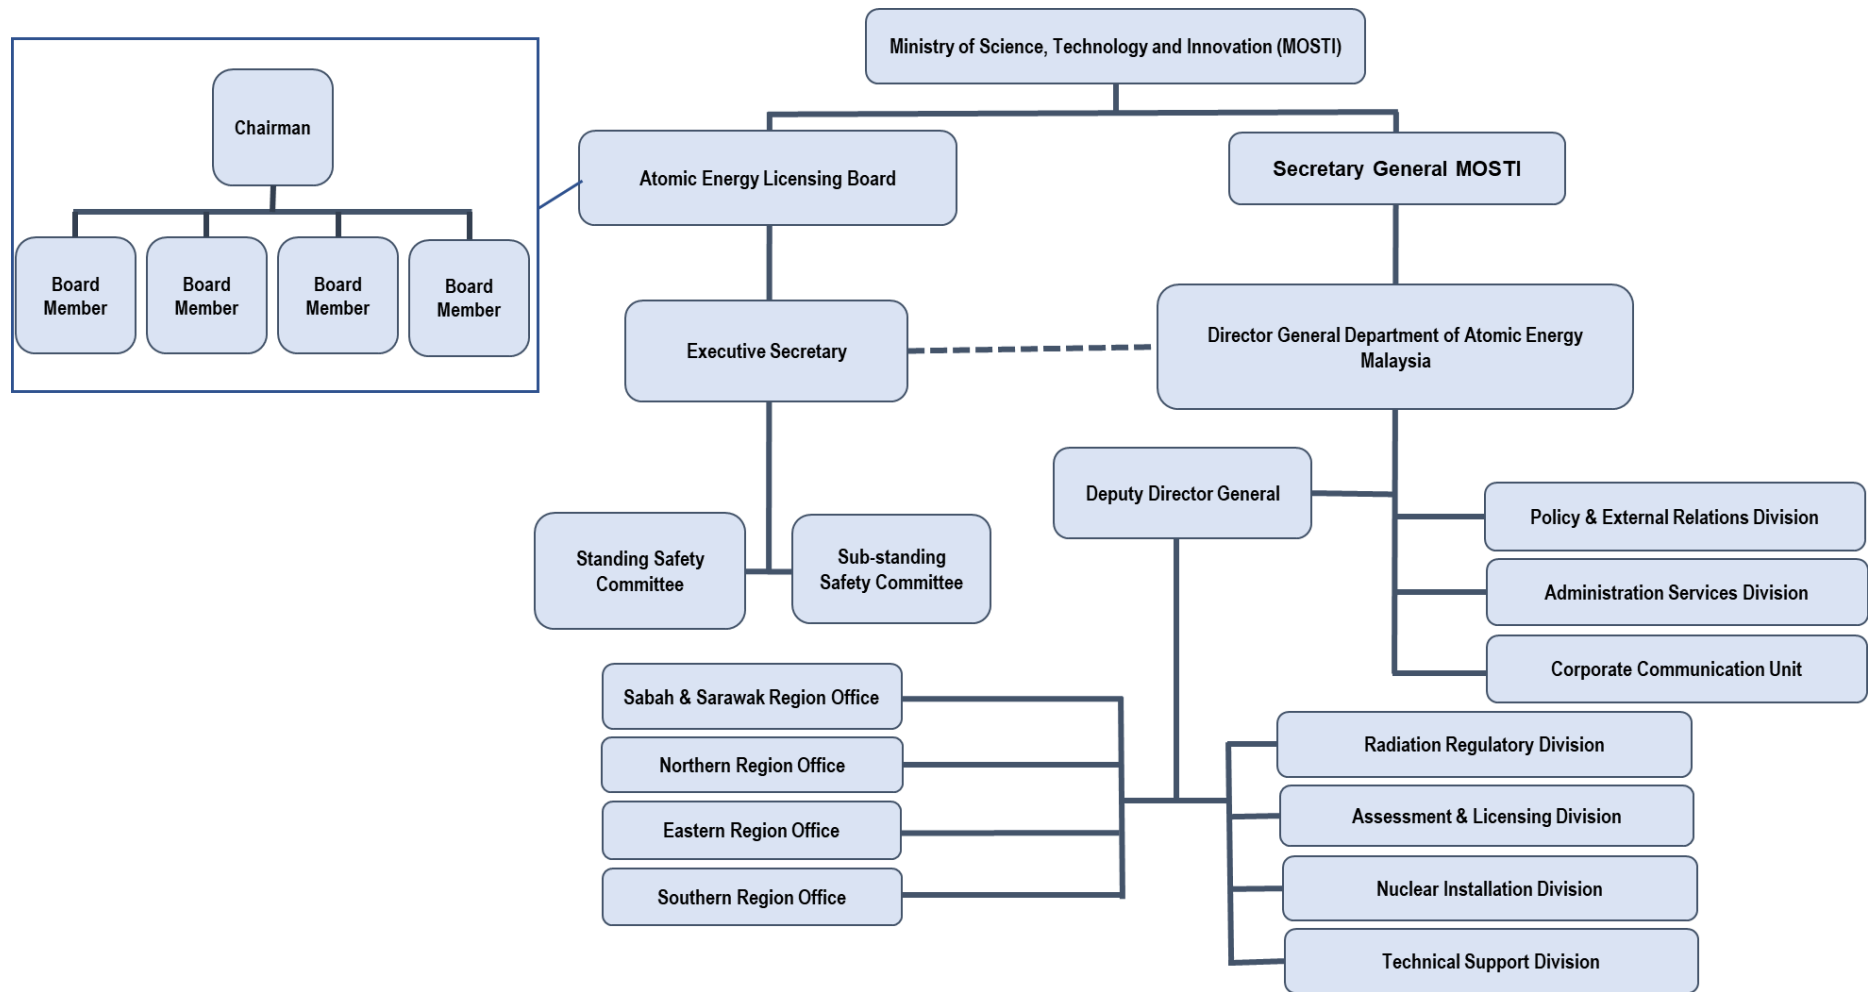 Ministry of Science, Technology and Innovation (MOSTI)
Chairman
Board
Member
Board
Member
Board
Member
Board
Member
Atomic Energy Licensing Board
Secretary General MOSTI
Executive Secretary
Director General Department of Atomic Energy
Malaysia
Deputy Director General
Policy & External Relations Division
Administration Services Division
Corporate Communication Unit
Standing Safety
Committee
Sub-standing
Safety Committee
Sabah & Sarawak Region Office
Northern Region Office
Eastern Region Office
Southern Region Office
Radiation Regulatory Division
Assessment & Licensing Division
Nuclear Installation Division
Technical Support Division